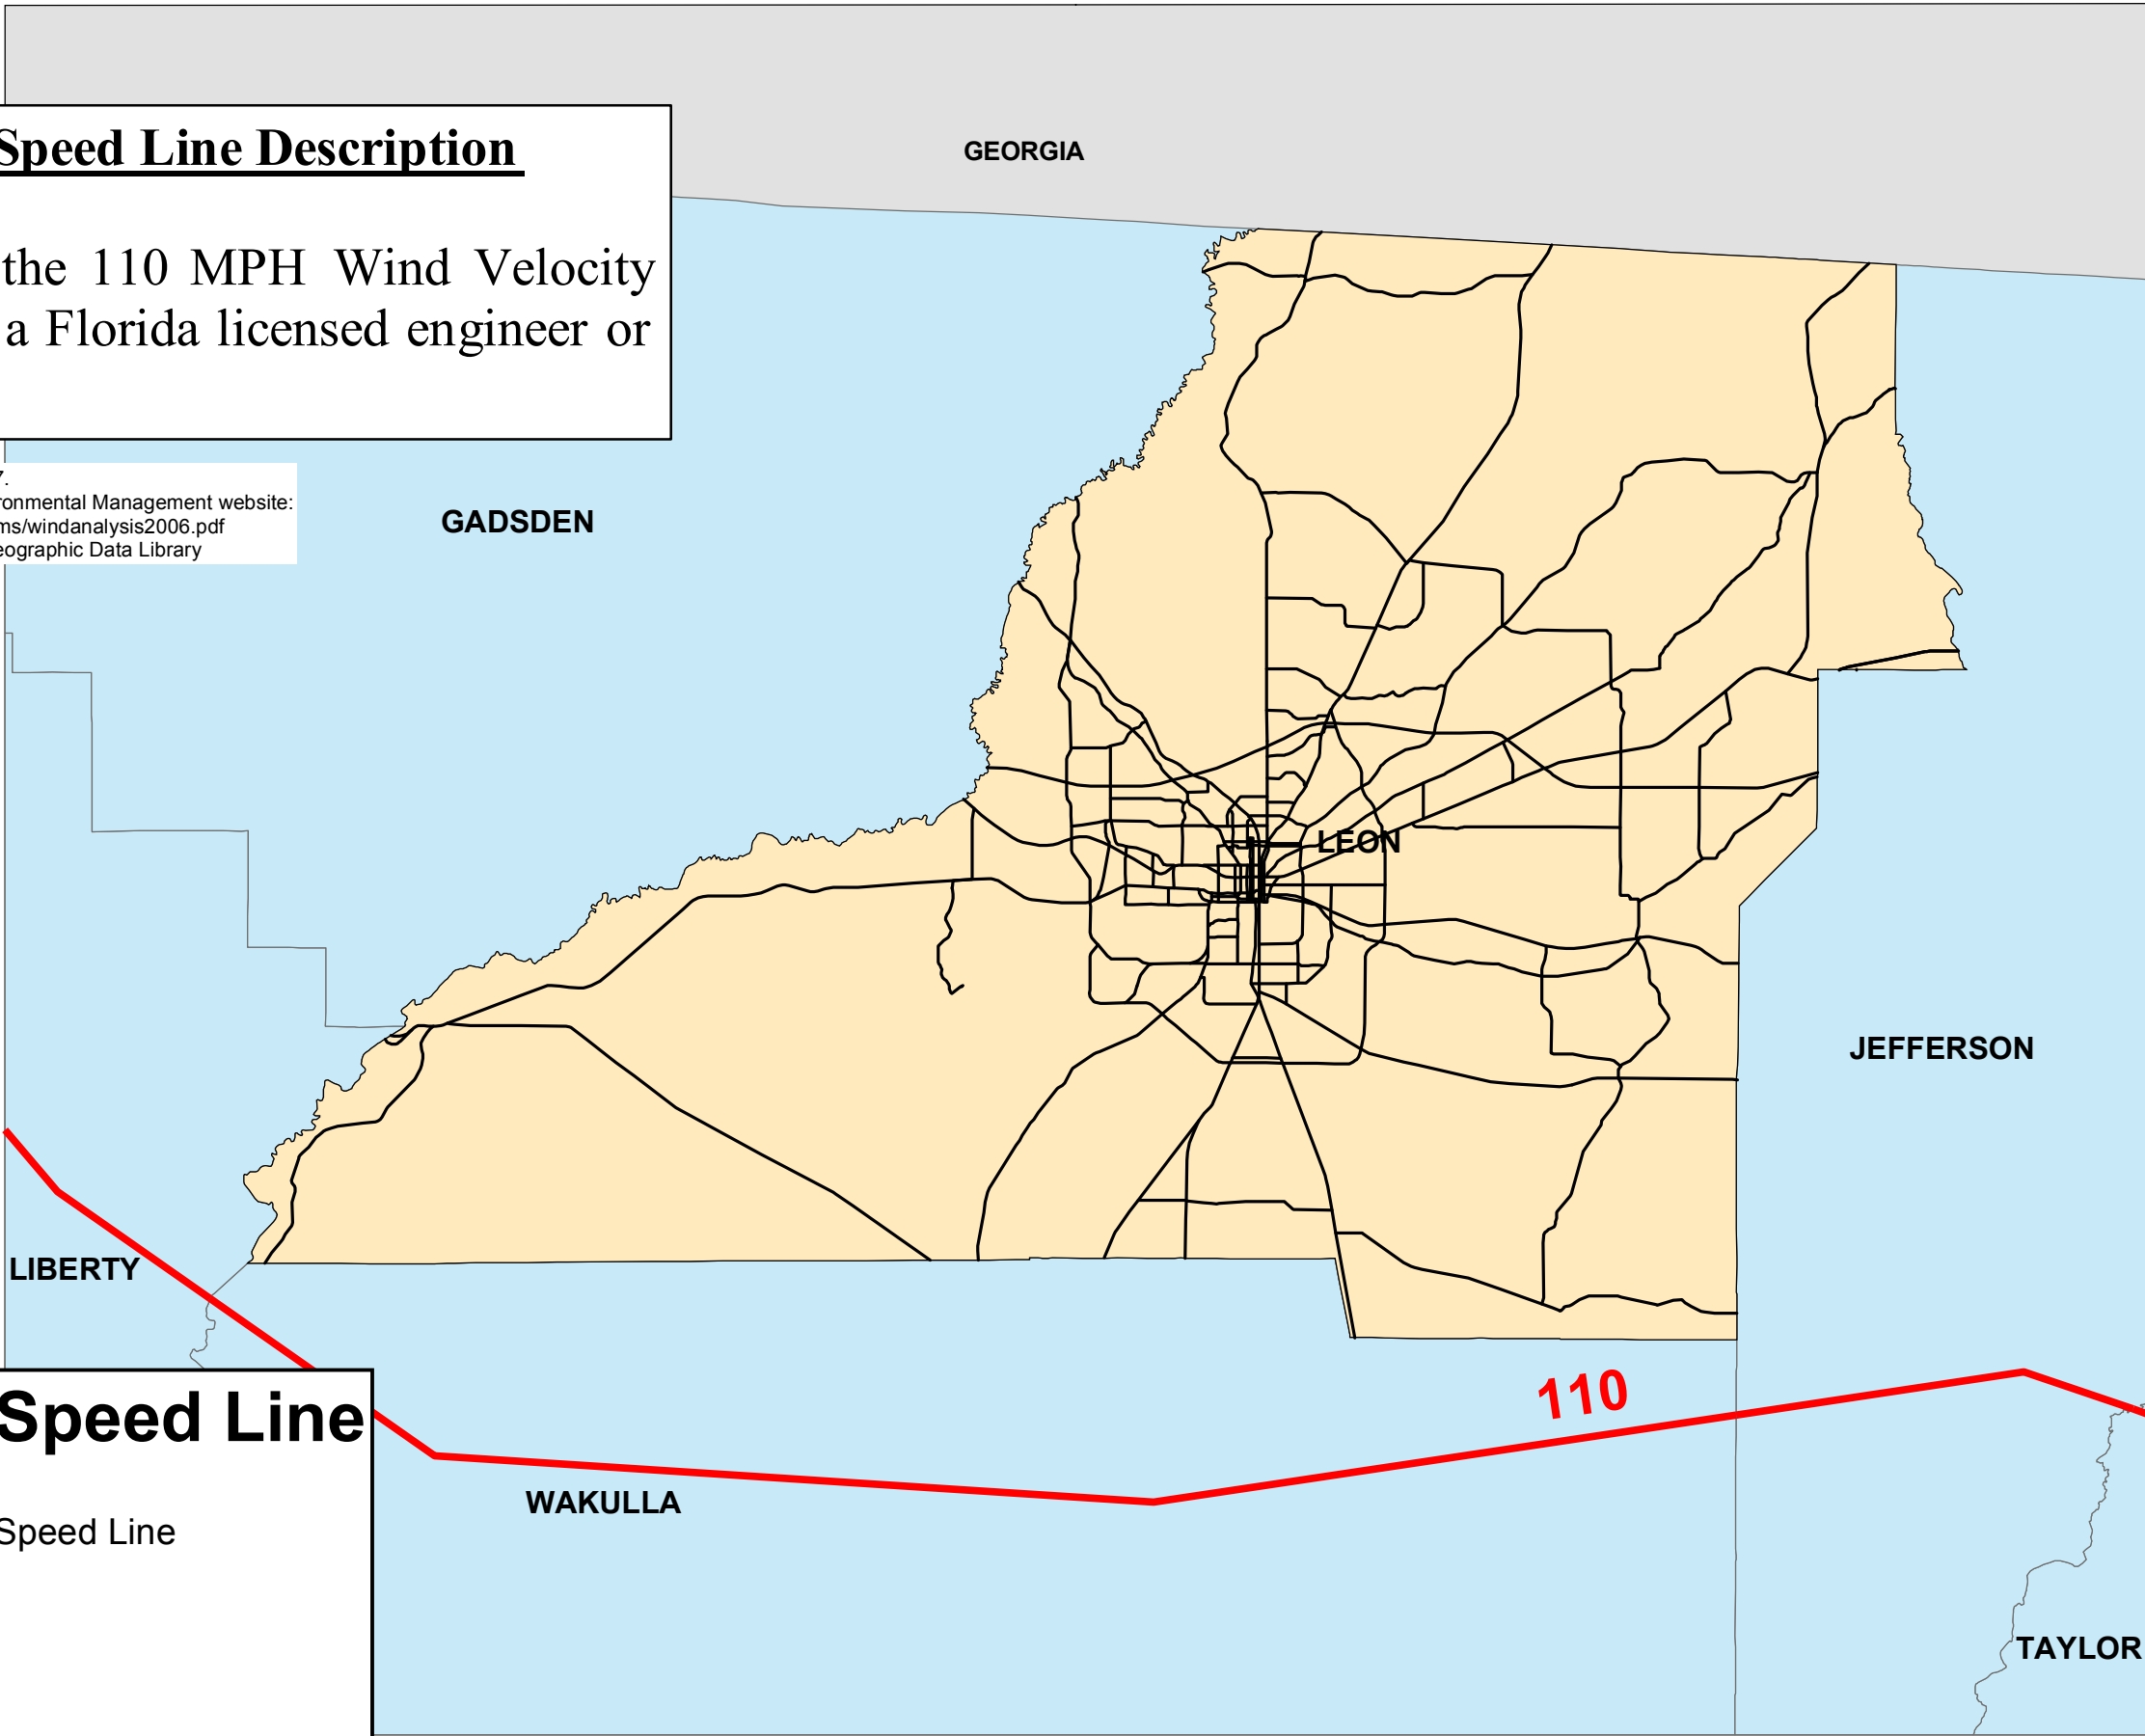 Speed Line Description
the 110 MPH Wind Velocity
a Florida licensed engineer or
7.
ronmental Management website:
ms/windanalysis2006.pdf
eographic Data Library
GEORGIA
GADSDEN
LEON
JEFFERSON
LIBERTY
110
Speed Line
WAKULLA
Speed Line
TAYLOR